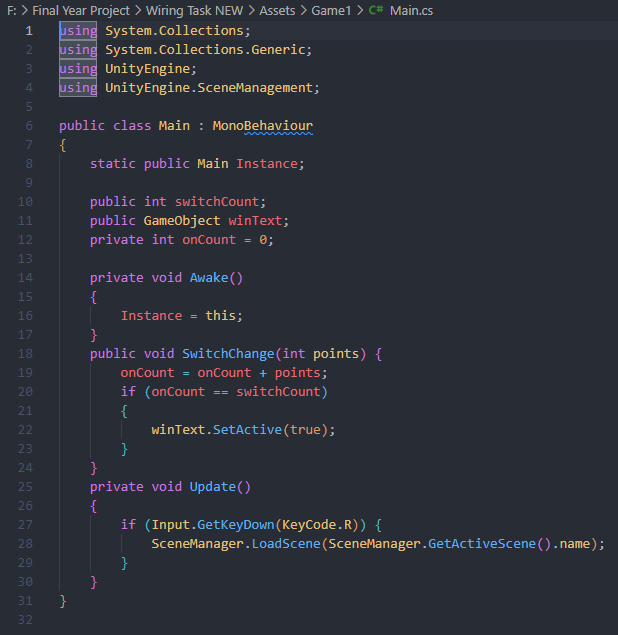 F: > Final Year Project > Wiring Task NEW > Assets > Game1 > C# Main.cs
1 using System.Collections;
2 using System.Collections.Generic;
3 using UnityEngine;
4 using UnityEngine.SceneManagement;
5
6 public class Main : MonoBehaviour
7 {
8     static public Main Instance;
9
10     public int switchCount;
11     public GameObject winText;
12     private int onCount = 0;
13
14     private void Awake()
15     {
16         Instance = this;
17     }
18     public void SwitchChange(int points) {
19         onCount = onCount + points;
20         if (onCount == switchCount)
21         {
22             winText.SetActive(true);
23         }
24     }
25     private void Update()
26     {
27         if (Input.GetKeyDown(KeyCode.R)) {
28             SceneManager.LoadScene(SceneManager.GetActiveScene().name);
29         }
30     }
31 }
32